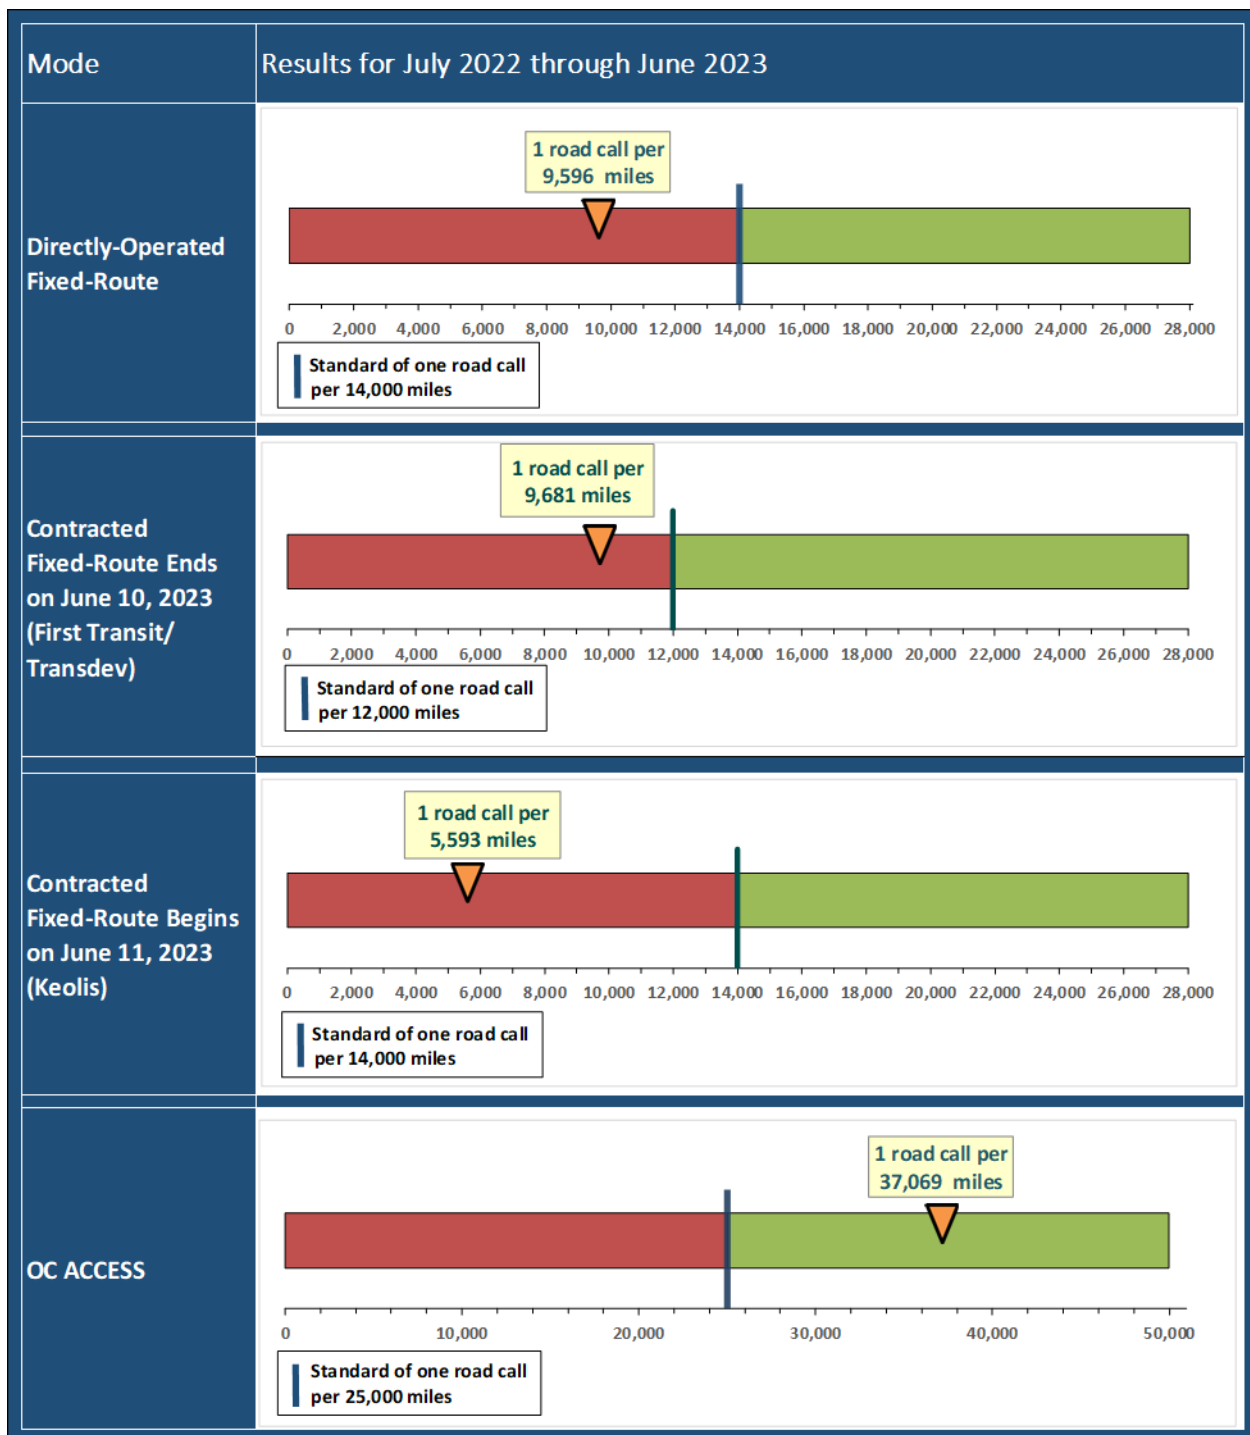 Mode
Results for July 2022 through June 2023
Directly-Operated
Fixed-Route
1 road call per
9,596 miles
0 2,000 4,000 6,000 8,000 10,000 12,000 14,000 16,000 18,000 20,000 22,000 24,000 26,000 28,000
Standard of one road call
per 14,000 miles
Contracted
Fixed-Route Ends
on June 10, 2023
(First Transit/
Transdev)
1 road call per
9,681 miles
0 2,000 4,000 6,000 8,000 10,000 12,000 14,000 16,000 18,000 20,000 22,000 24,000 26,000 28,000
Standard of one road call
per 12,000 miles
Contracted
Fixed-Route Begins
on June 11, 2023
(Keolis)
1 road call per
5,593 miles
0 2,000 4,000 6,000 8,000 10,000 12,000 14,000 16,000 18,000 20,000 22,000 24,000 26,000 28,000
Standard of one road call
per 14,000 miles
OC ACCESS
1 road call per
37,069 miles
0 10,000 20,000 30,000 40,000 50,000
Standard of one road call
per 25,000 miles